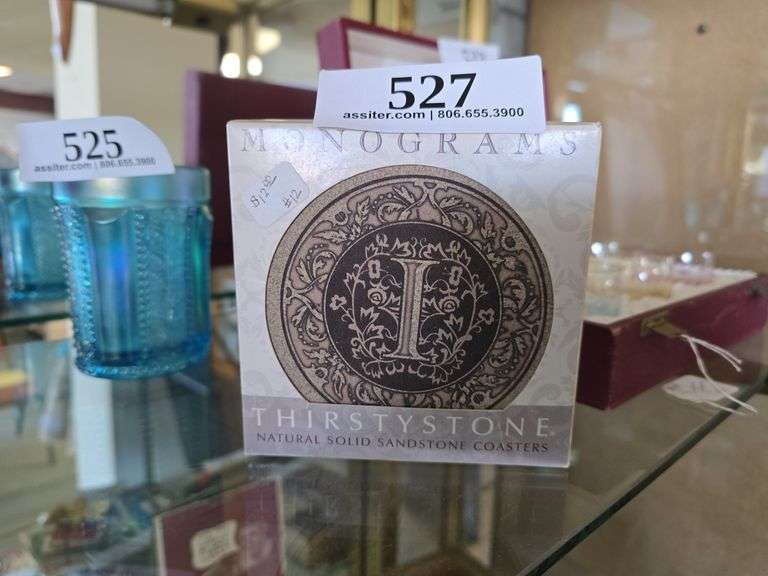 527
assiter.com | 806.655.3900
525
assiter.com | 806.655.3900
MONOGRAMS
$12.50
#12
I
THIRSTYSTONE
NATURAL SOLID SANDSTONE COASTERS